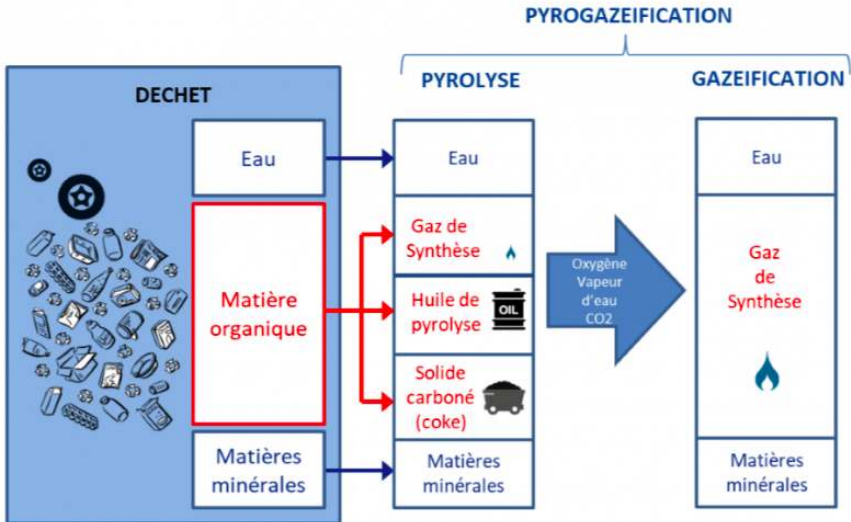 PYROGAZEIFICATION
DECHET
PYROLYSE
GAZEIFICATION
Eau
Eau
Eau
Matière
organique
Gaz de
Synthèse
Huile de
pyrolyse
OIL
Solide
carboné
(coke)
Oxygène
Vapeur
d'eau
CO2
Gaz
de
Synthèse
Matières
minérales
Matières
minérales
Matières
minérales